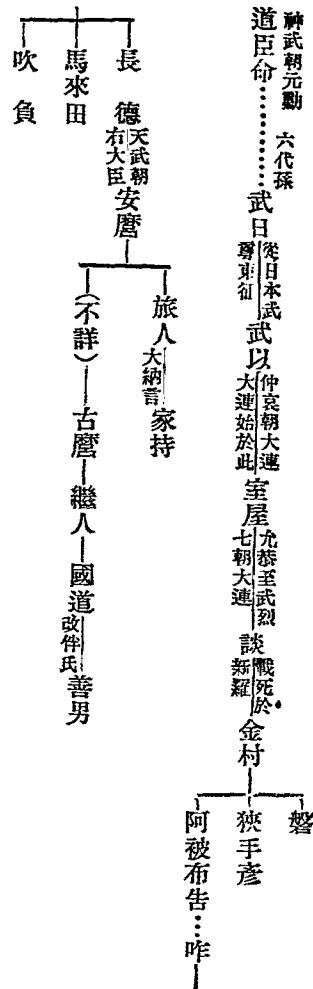 神武朝元勳
道臣命…………武日
六代孫
從日本武
尊東征
武以
仲哀朝大連
大連始於此
室屋
允恭至武烈
七朝大連
談
戰死於
新羅
金村
磐
狹手彥
阿被布告…咋
長德
天武朝
右大臣
安麿
旅人
大納言
家持
(不詳)
古麿
繼人
國道
改伴氏
善男
馬來田
吹負